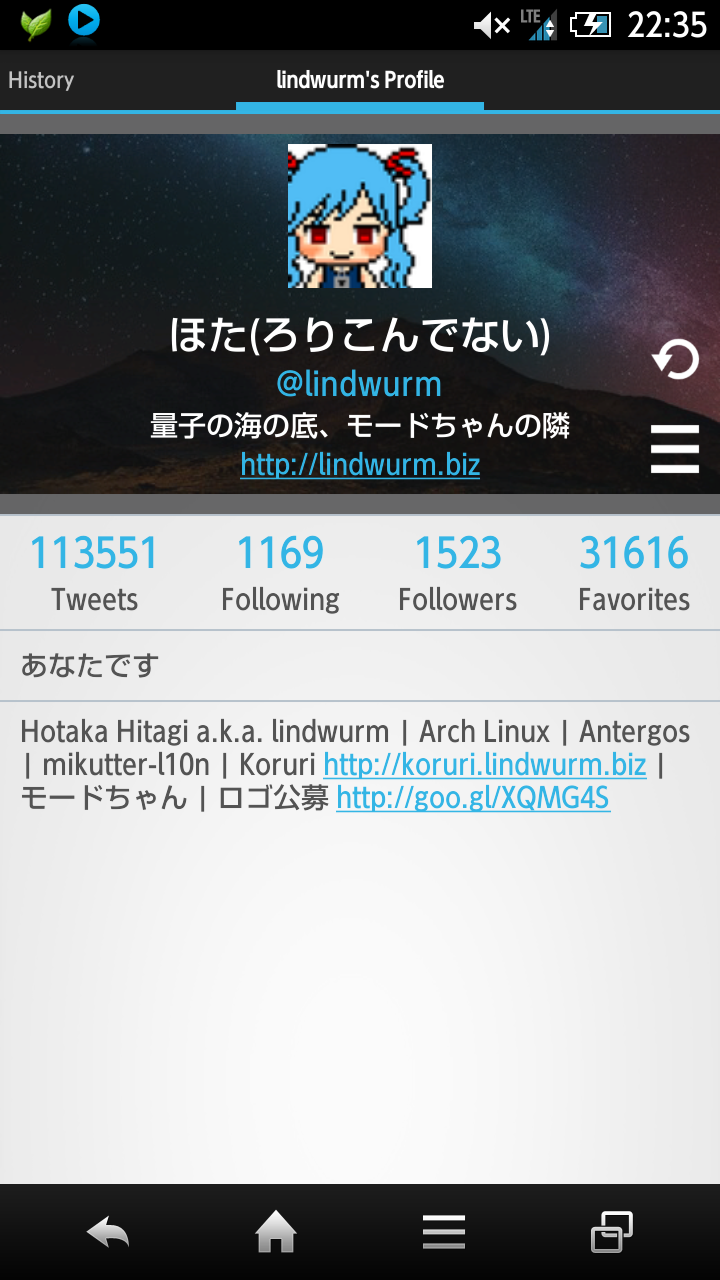 LTE 22:35
History lindwurm's Profile
ほた(ろりこんでない)
@lindwurm
量子の海の底、モードちゃんの隣
http://lindwurm.biz
113551 1169 1523 31616
Tweets Following Followers Favorites
あなたです
Hotaka Hitagi a.k.a. lindwurm | Arch Linux | Antergos
| mikutter-l10n | Koruri http://koruri.lindwurm.biz |
モードちゃん | ロゴ公募 http://goo.gl/XQMG4S